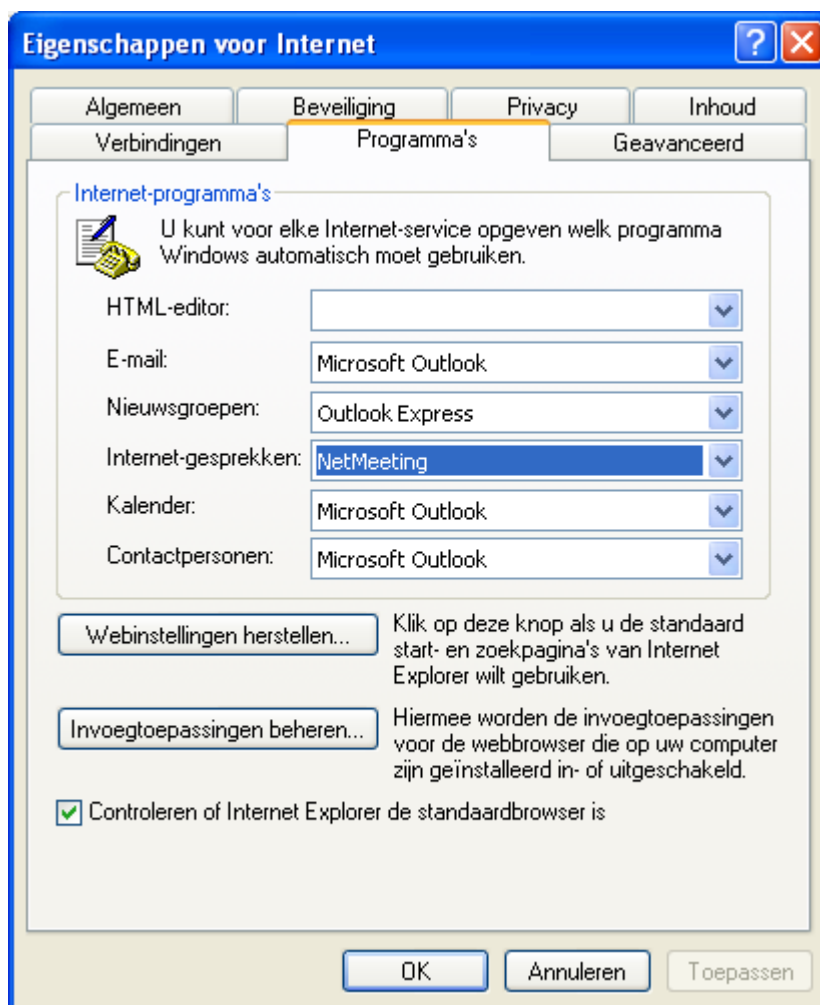 Eigenschappen voor Internet
Algemeen Beveiliging Privacy Inhoud
Verbindingen Programma's Geavanceerd
Internet-programma's
U kunt voor elke Internet-service opgeven welk programma
Windows automatisch moet gebruiken.
HTML-editor:
E-mail: Microsoft Outlook
Nieuwsgroepen: Outlook Express
Internet-gesprekken: NetMeeting
Kalender: Microsoft Outlook
Contactpersonen: Microsoft Outlook
Webinstellingen herstellen...
Klik op deze knop als u de standaard
start- en zoekpagina's van Internet
Explorer wilt gebruiken.
Invoegtoepassingen beheren...
Hiermee worden de invoegtoepassingen
voor de webbrowser die op uw computer
zijn geïnstalleerd in- of uitgeschakeld.
Controleren of Internet Explorer de standaardbrowser is
OK Annuleren Toepassen